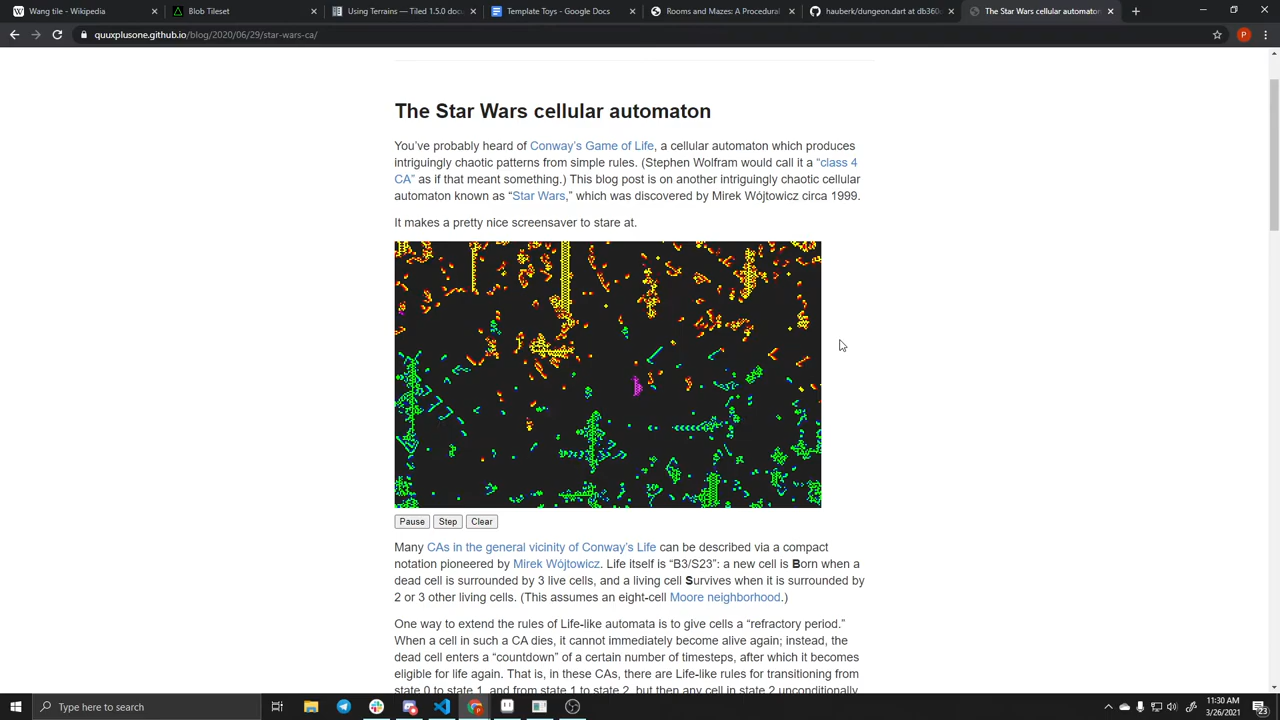 Wang tile - Wikipedia
Blob Tileset
Using Terrains — Tiled 1.5.0 doc
Template Toys - Google Docs
Rooms and Mazes: A Procedural
hauberk/dungeon.dart at db360
The Star Wars cellular automaton
quuxplusone.github.io/blog/2020/06/29/star-wars-ca/
P
The Star Wars cellular automaton
You've probably heard of Conway's Game of Life, a cellular automaton which produces
intriguingly chaotic patterns from simple rules. (Stephen Wolfram would call it a “class 4
CA” as if that meant something.) This blog post is on another intriguingly chaotic cellular
automaton known as “Star Wars,” which was discovered by Mirek Wójtowicz circa 1999.
It makes a pretty nice screensaver to stare at.
Pause Step Clear
Many CAs in the general vicinity of Conway's Life can be described via a compact
notation pioneered by Mirek Wójtowicz. Life itself is “B3/S23”: a new cell is Born when a
dead cell is surrounded by 3 live cells, and a living cell Survives when it is surrounded by
2 or 3 other living cells. (This assumes an eight-cell Moore neighborhood.)
One way to extend the rules of Life-like automata is to give cells a “refractory period.”
When a cell in such a CA dies, it cannot immediately become alive again; instead, the
dead cell enters a “countdown” of a certain number of timesteps, after which it becomes
eligible for life again. That is, in these CAs, there are Life-like rules for transitioning from
state 0 to state 1, and from state 1 to state 2, but then any cell in state 2 unconditionally
Type here to search
11:30 AM
3/26/2021
23